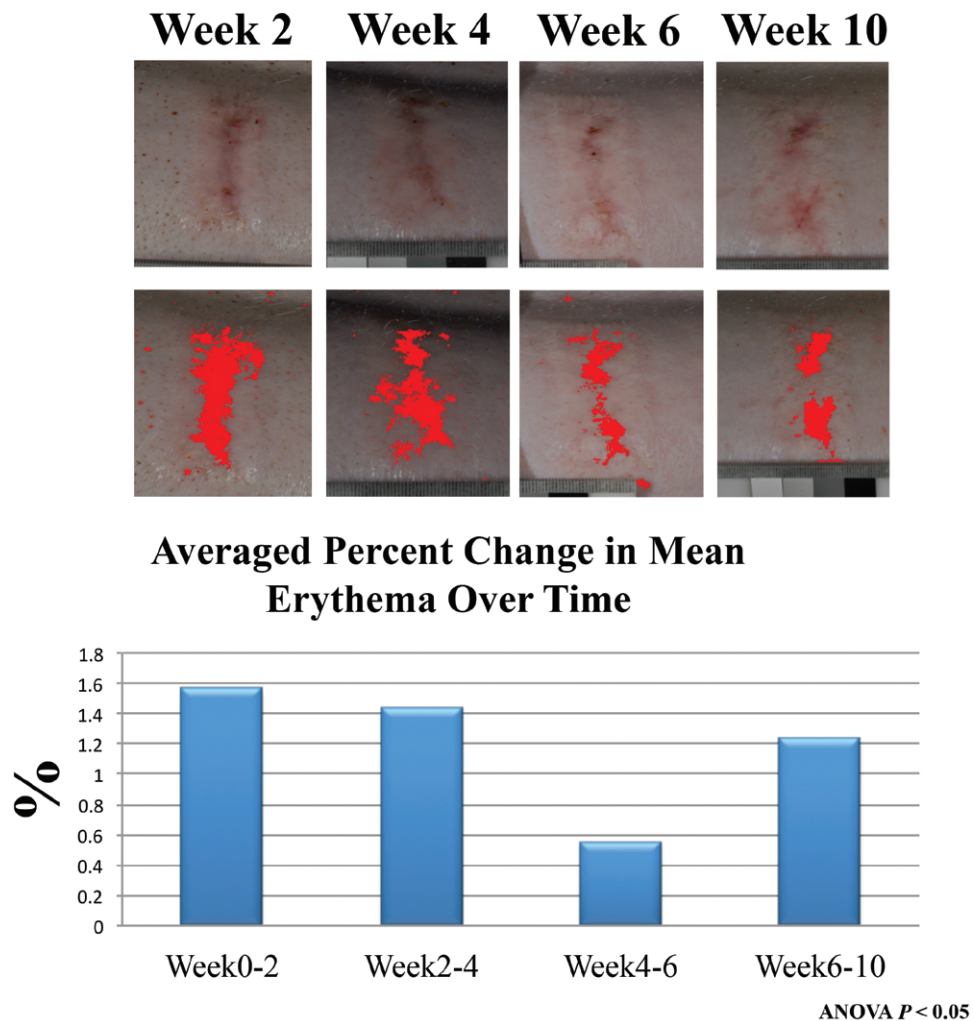 Week 2 Week 4 Week 6 Week 10
Averaged Percent Change in Mean
Erythema Over Time
%
1.8
1.6
1.4
1.2
1
0.8
0.6
0.4
0.2
0
Week0-2 Week2-4 Week4-6 Week6-10
ANOVA P < 0.05